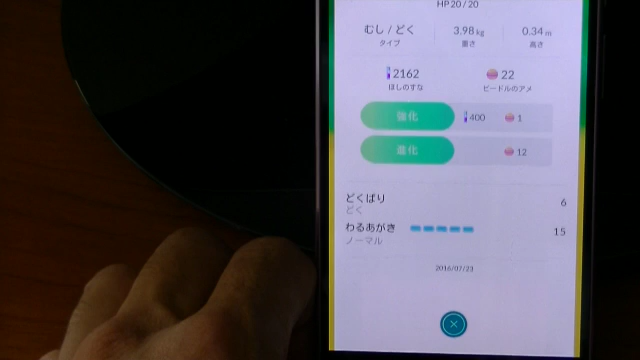 HP 20 / 20
むし / どく 3.98 kg 0.34 m
タイプ 重さ 高さ
2162 22
ほしのすな ビードルのアメ
強化 400 1
進化 12
どくばり 6
どく
わるあがき 15
ノーマル
2016/07/23